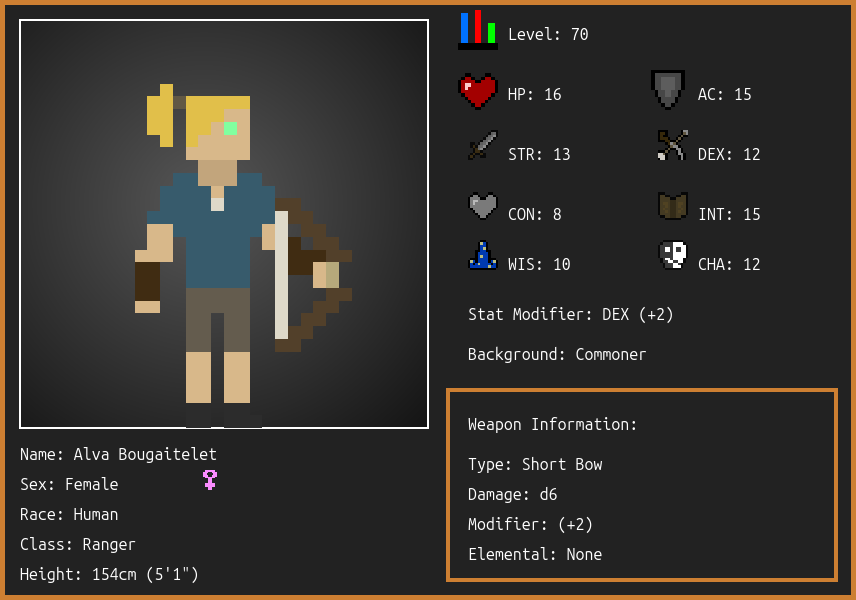 Level: 70
HP: 16
AC: 15
STR: 13
DEX: 12
CON: 8
INT: 15
WIS: 10
CHA: 12
Stat Modifier: DEX (+2)
Background: Commoner
Weapon Information:
Type: Short Bow
Damage: d6
Modifier: (+2)
Elemental: None
Name: Alva Bougaitelet
Sex: Female
Race: Human
Class: Ranger
Height: 154cm (5'1")